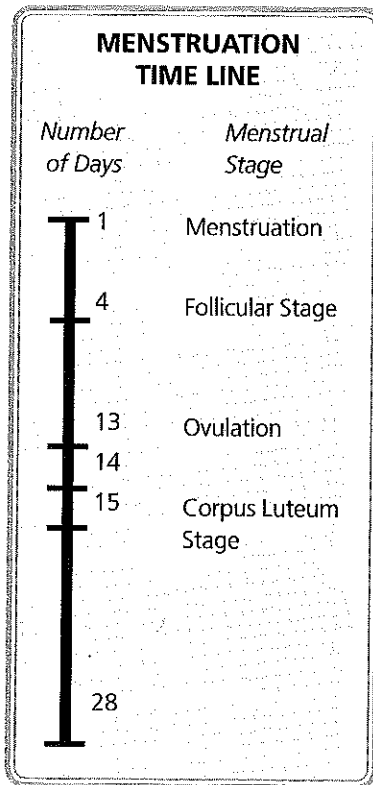 MENSTRUATION
TIME LINE
Number of Days
Menstrual Stage
1 Menstruation
4 Follicular Stage
13 Ovulation
14
15 Corpus Luteum
Stage
28